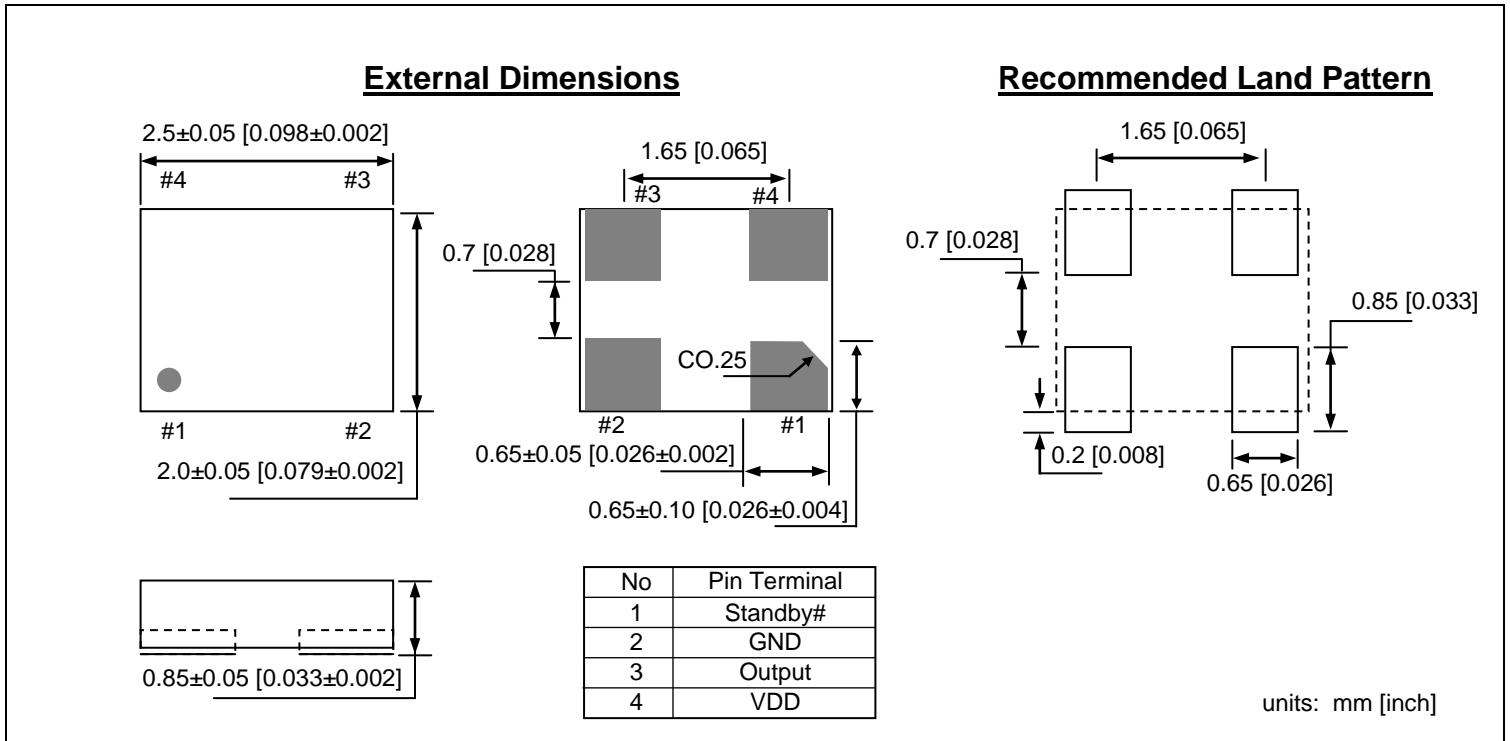 External Dimensions
2.5±0.05 [0.098±0.002]
#4 #3
#1 #2
2.0±0.05 [0.079±0.002]
1.65 [0.065]
#3 #4
0.7 [0.028]
CO.25
#2 #1
0.65±0.05 [0.026±0.002]
0.65±0.10 [0.026±0.004]
Recommended Land Pattern
1.65 [0.065]
0.7 [0.028]
0.85 [0.033]
0.2 [0.008]
0.65 [0.026]
0.85±0.05 [0.033±0.002]
No Pin Terminal
1 Standby#
2 GND
3 Output
4 VDD
units: mm [inch]